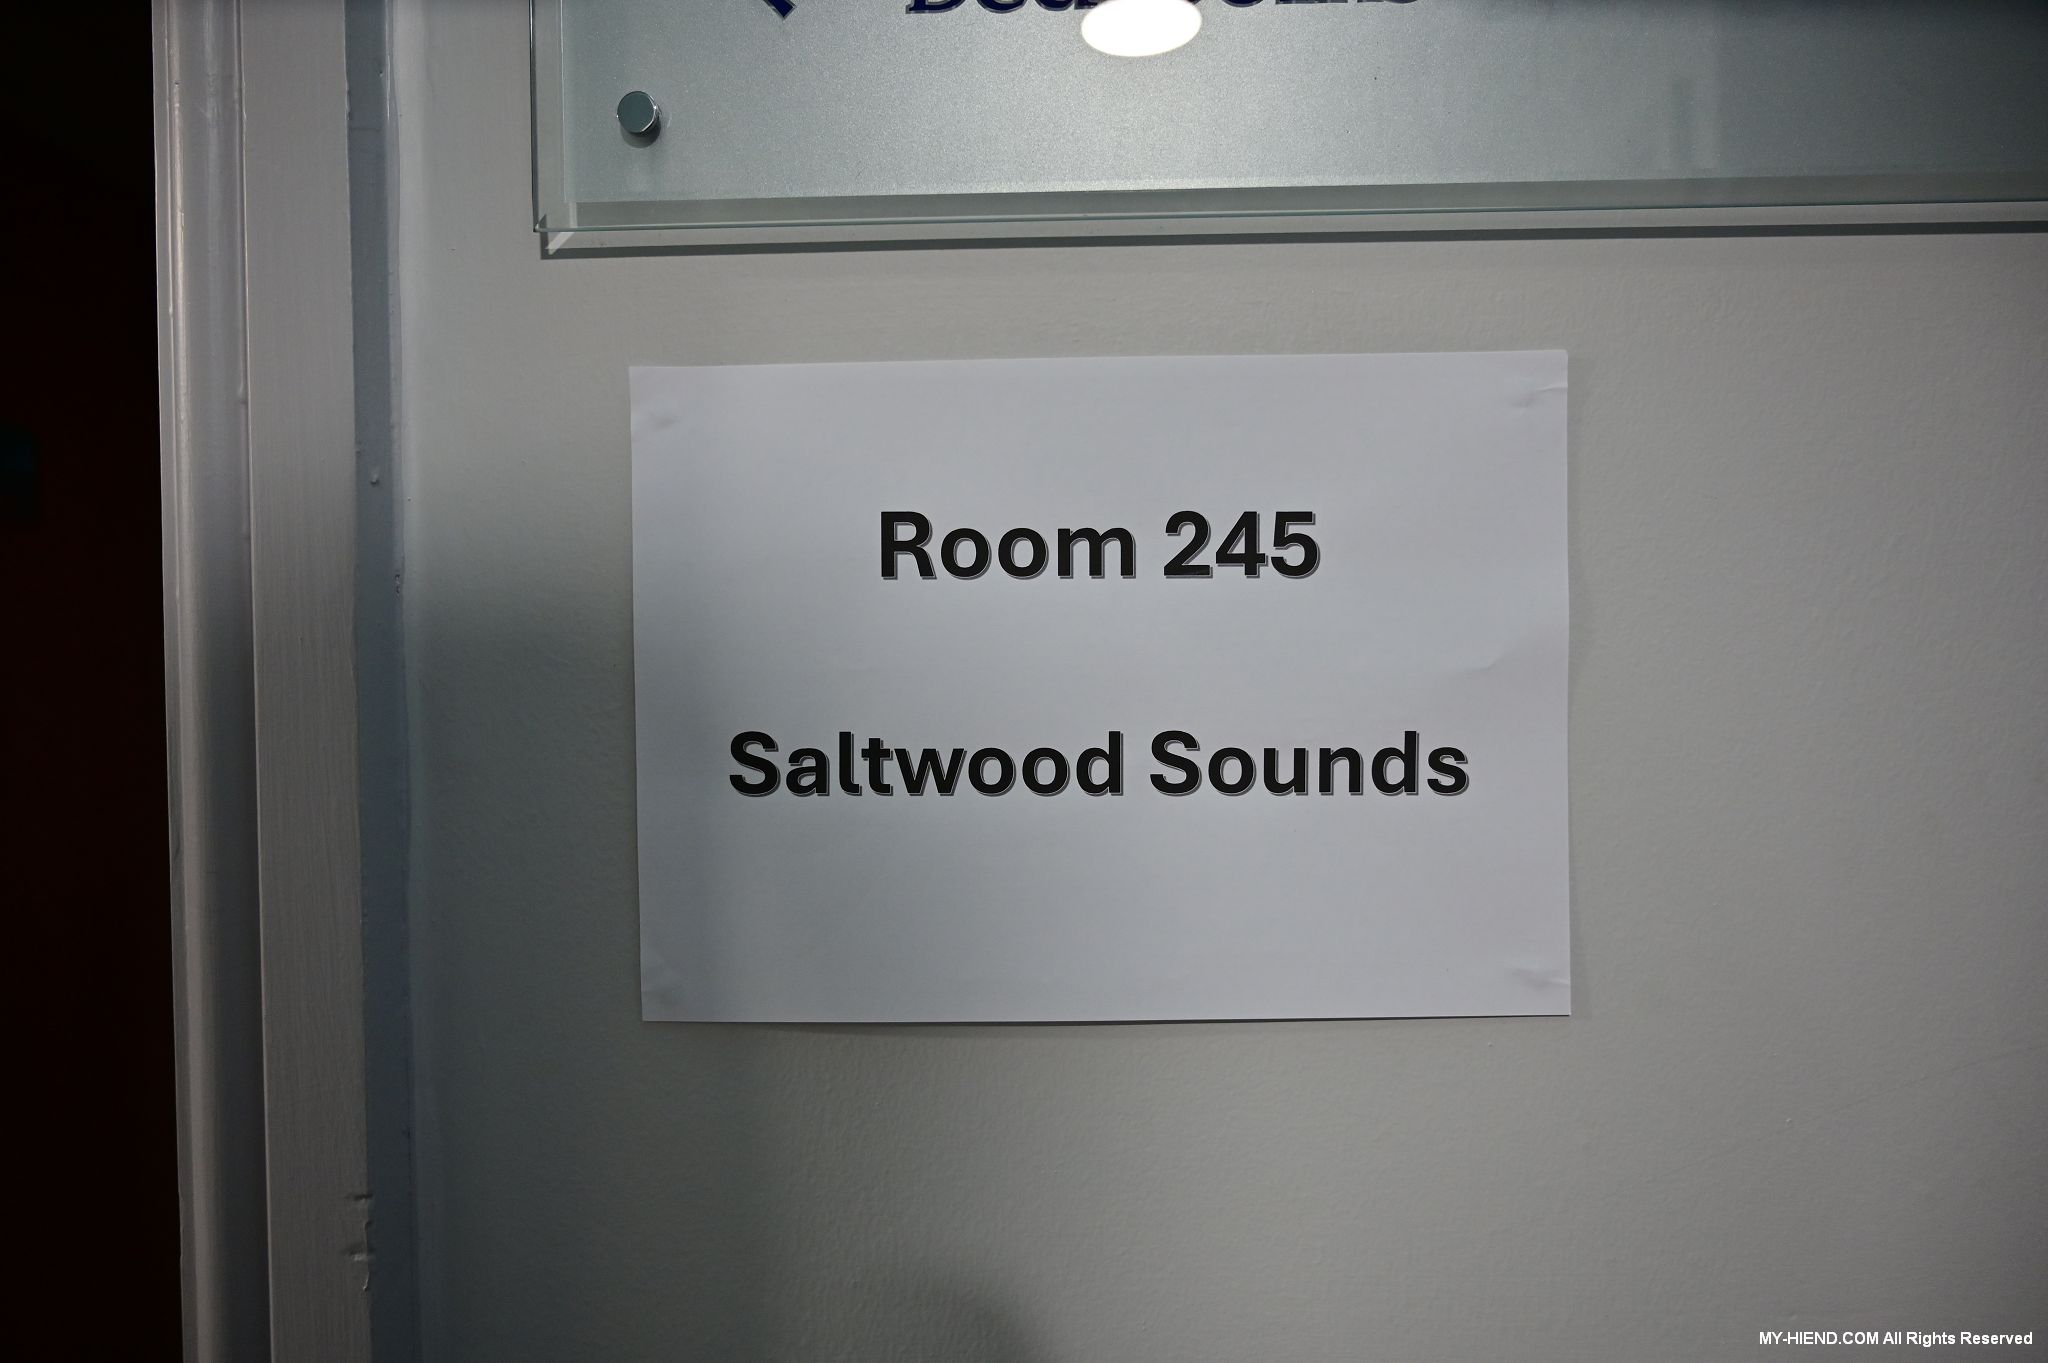 Room 245
Saltwood Sounds
MY-HIEND.COM All Rights Reserved